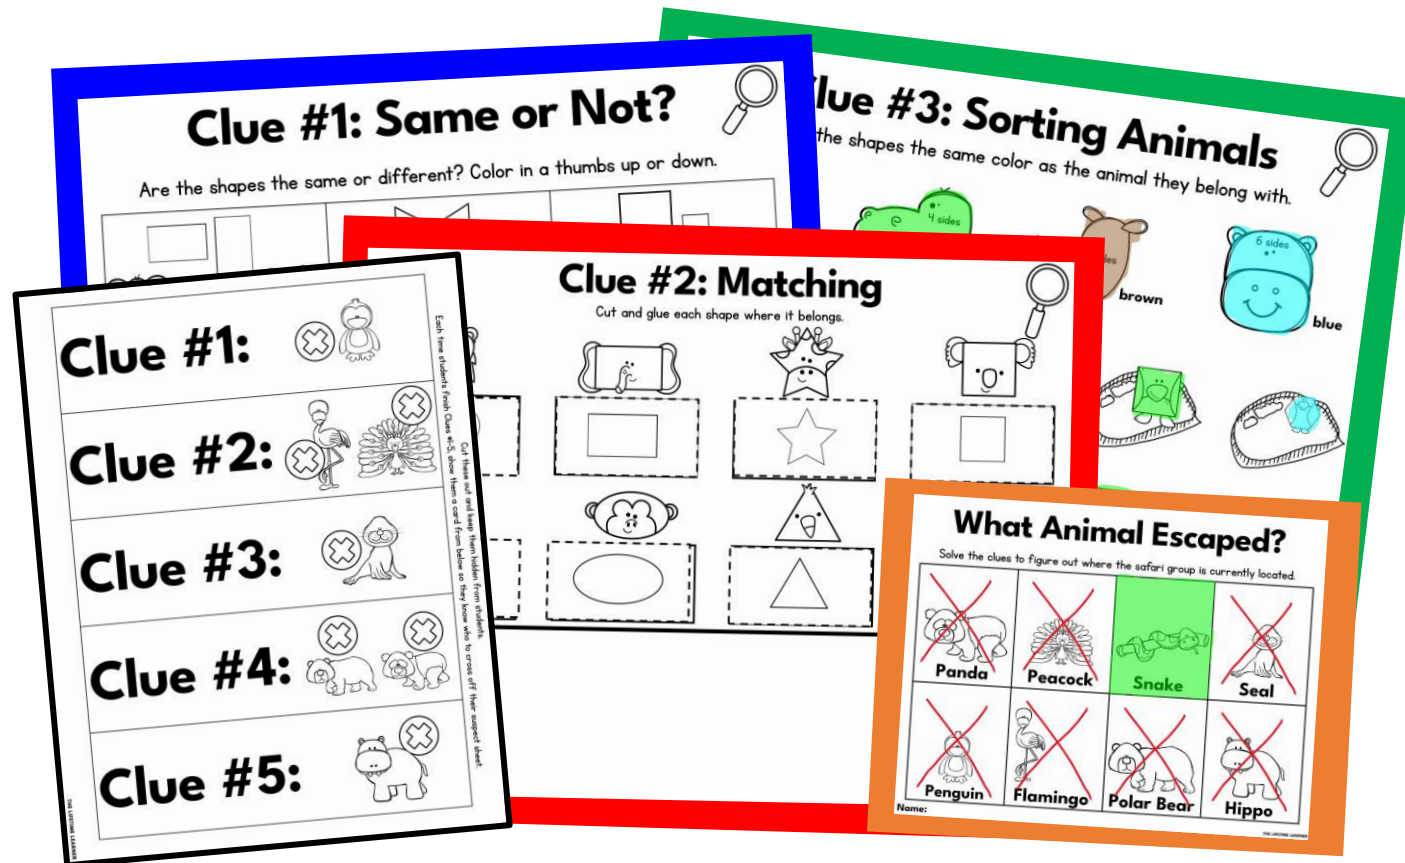 Clue #1: Same or Not?
Are the shapes the same or different? Color in a thumbs up or down.
Clue #3: Sorting Animals
the shapes the same color as the animal they belong with.
4 sides
brown
6 sides
blue
Clue #2: Matching
Cut and glue each shape where it belongs.
Clue #1:
Clue #2:
Clue #3:
Clue #4:
Clue #5:
Cut these out and keep them hidden from students.
Each time students finish Clues #1-5, show them a card from below so they know who to cross off their suspect sheet.
THE LIFETIME LEARNER
What Animal Escaped?
Solve the clues to figure out where the safari group is currently located.
Panda
Peacock
Snake
Seal
Penguin
Flamingo
Polar Bear
Hippo
Name:
THE LIFETIME LEARNER